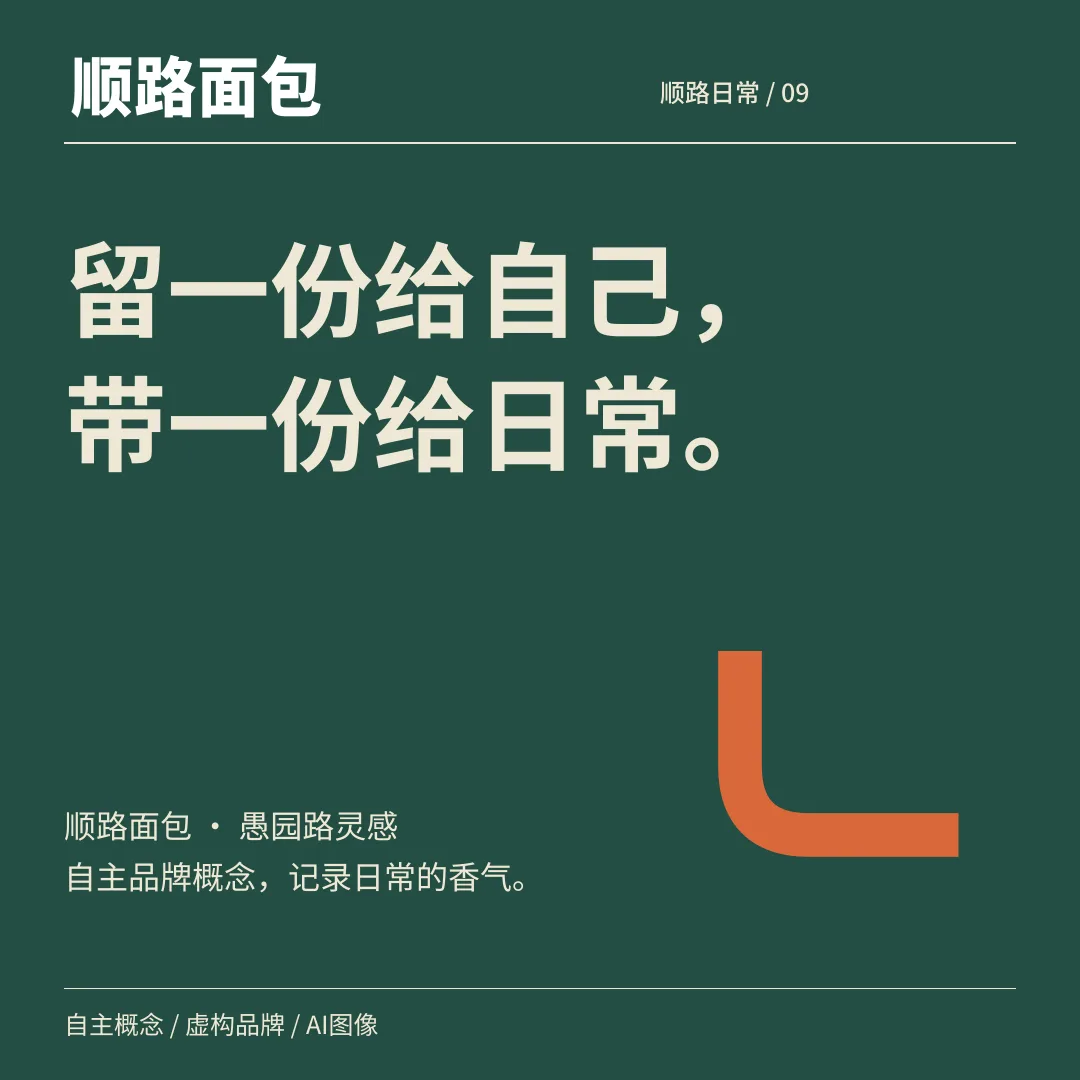 顺路面包
顺路日常 / 09
留一份给自己，
带一份给日常。
顺路面包 · 愚园路灵感
自主品牌概念，记录日常的香气。
自主概念 / 虚构品牌 / AI图像